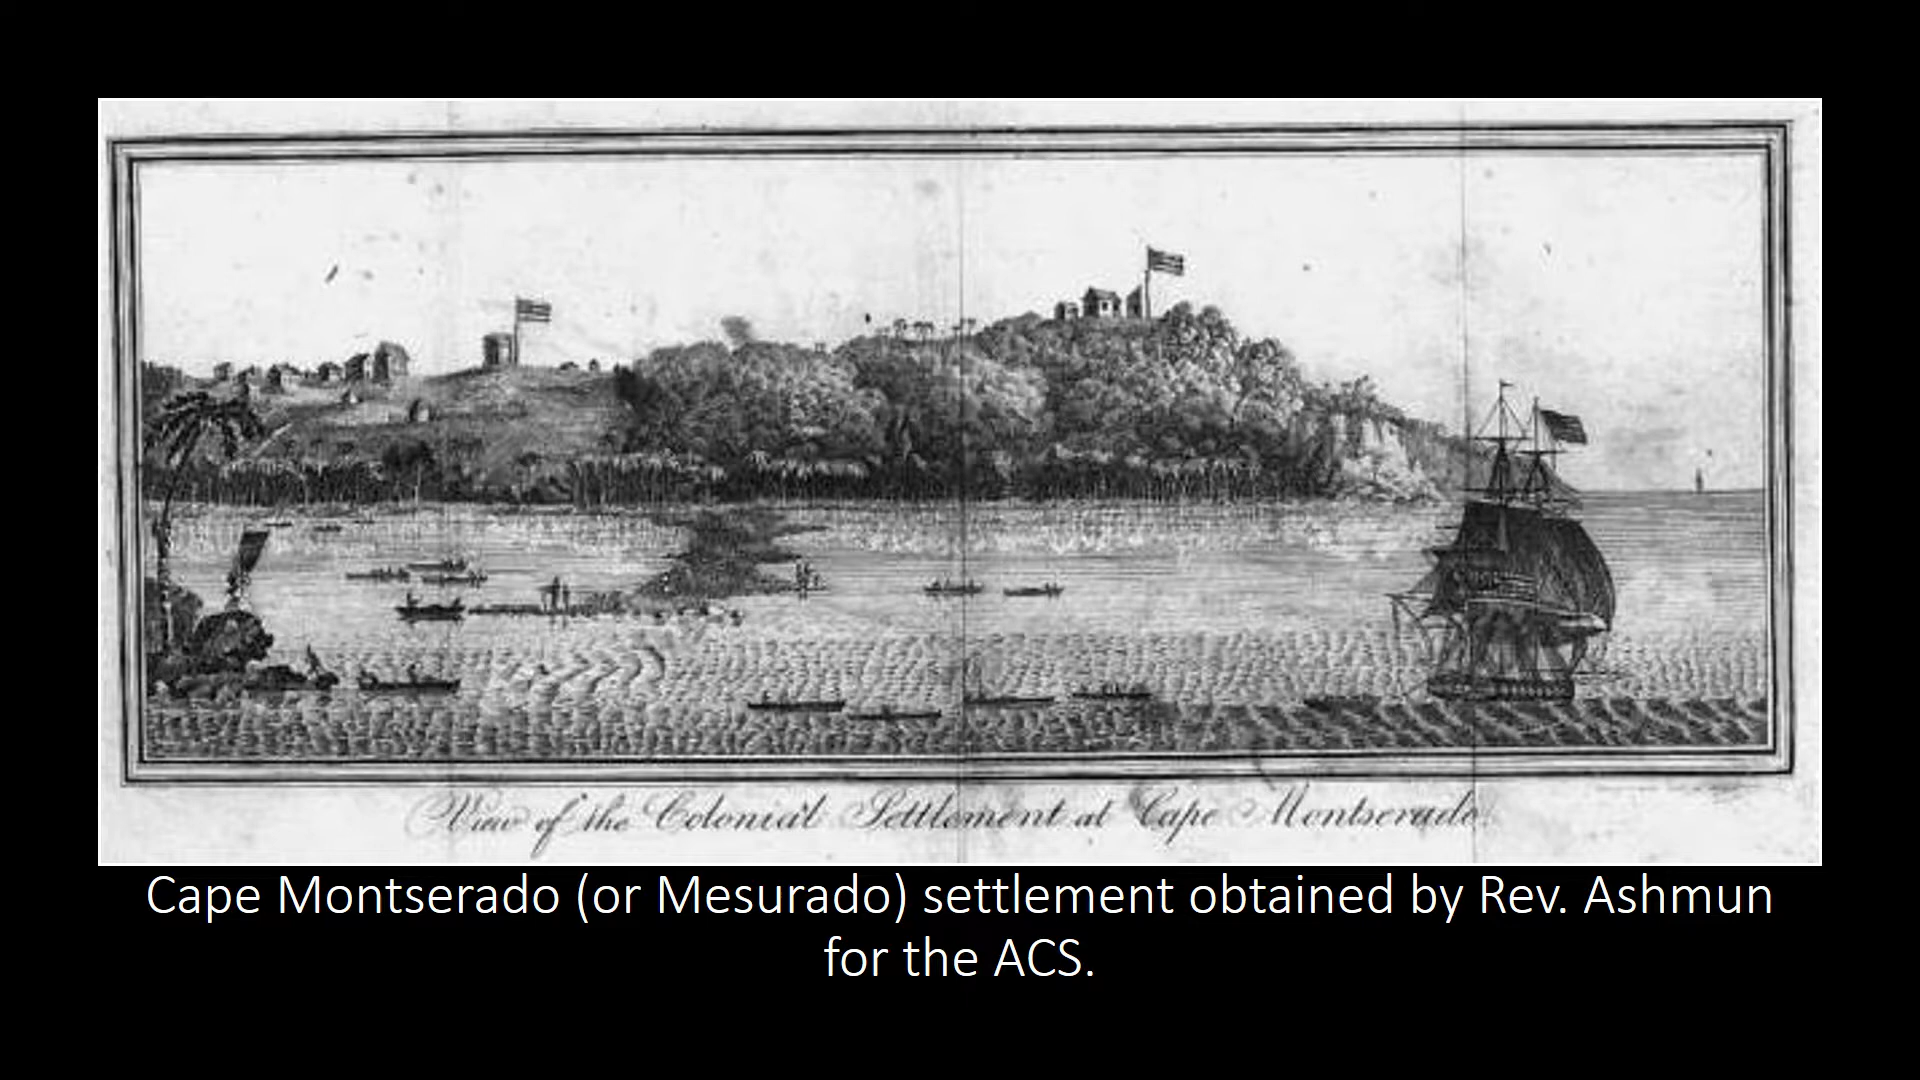 View of the Colonial Settlement at Cape Montserado.
Cape Montserado (or Mesurado) settlement obtained by Rev. Ashmun
for the ACS.